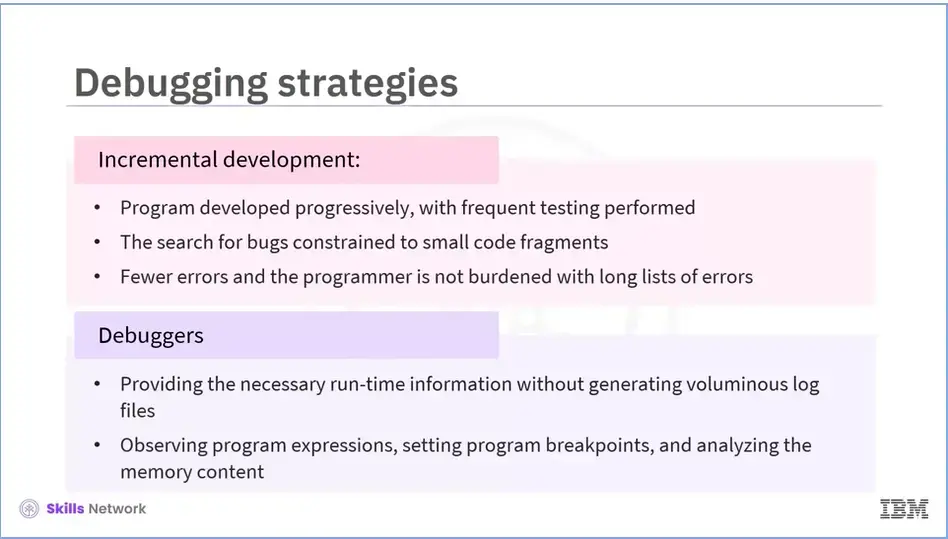 Debugging strategies
Incremental development:
• Program developed progressively, with frequent testing performed
• The search for bugs constrained to small code fragments
• Fewer errors and the programmer is not burdened with long lists of errors
Debuggers
• Providing the necessary run-time information without generating voluminous log
files
• Observing program expressions, setting program breakpoints, and analyzing the
memory content
Skills Network
IBM